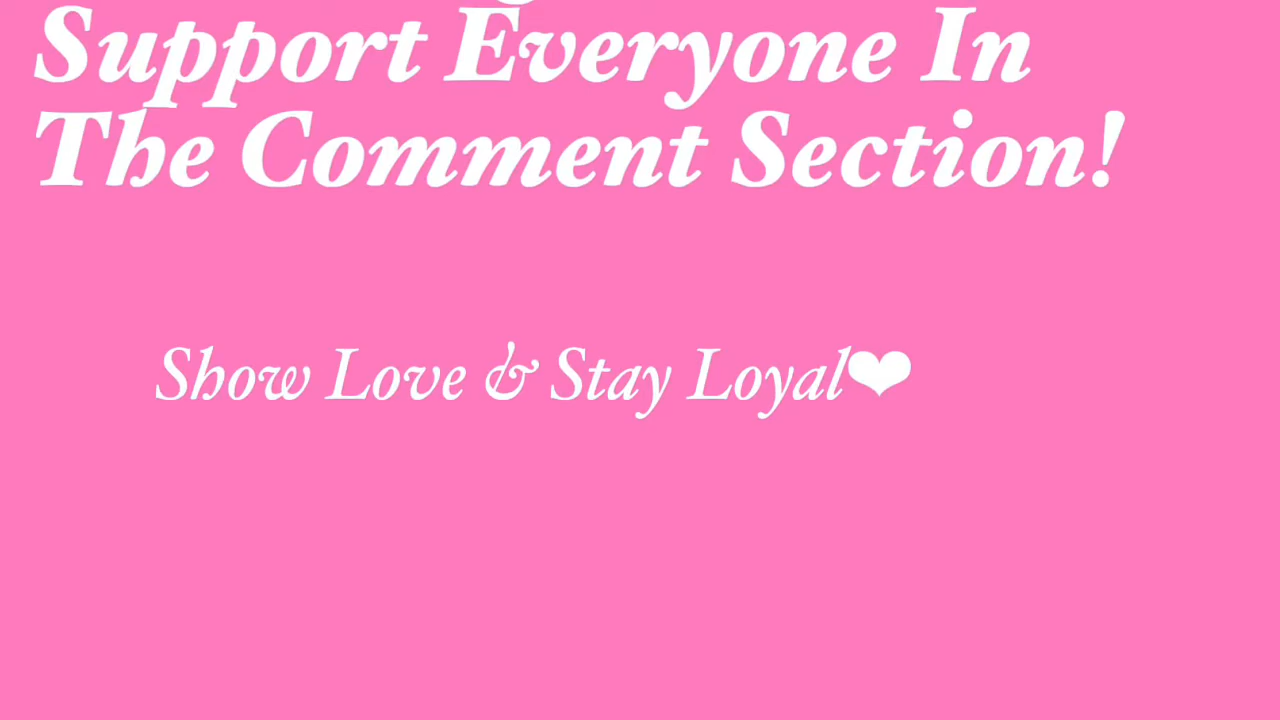 Support Everyone In
The Comment Section!
Show Love & Stay Loyal❤